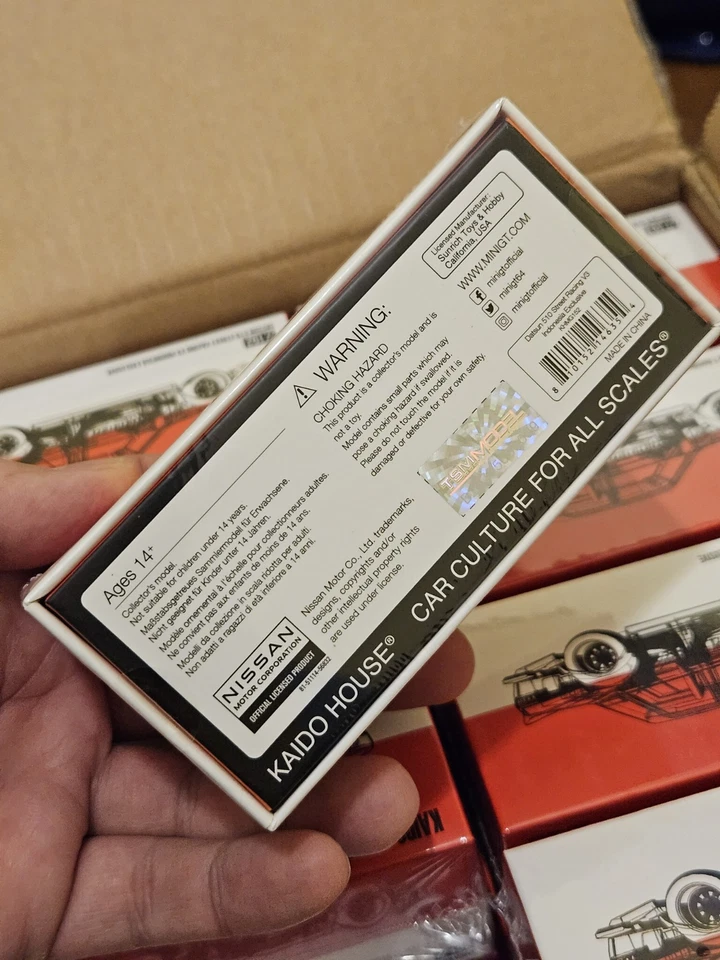 Licensed Manufacturer:
Sunrich Toys & Hobby
California, USA
WWW.MINIGT.COM
minigtofficial
minigt64
minigtofficial
Datsun 510 Street Racing V3
Indonesia Exclusive
KHMG162
8 10152 14635 4
MADE IN CHINA
WARNING:
CHOKING HAZARD
This product is a collector's model and is
not a toy.
Model contains small parts which may
pose a choking hazard if swallowed.
Please do not touch the model if it is
damaged or defective for your own safety.
TSMMODEL
Ages 14+
Collector's model.
Not suitable for children under 14 years.
Maßstabsgetreues Sammlermodell für Erwachsene.
Nicht geeignet für Kinder unter 14 Jahren.
Modèle ornemental à l'échelle pour collectionneurs adultes.
Ne convient pas aux enfants de moins de 14 ans.
Modelli da collezione in scala ridotta per adulti.
Non adatti a ragazzi di età inferiore a 14 anni.
NISSAN
MOTOR CORPORATION
OFFICIAL LICENSED PRODUCT
Nissan Motor Co., Ltd. trademarks,
designs, copyrights and/or
other intellectual property rights
are used under license.
KAIDO HOUSE® CAR CULTURE FOR ALL SCALES®